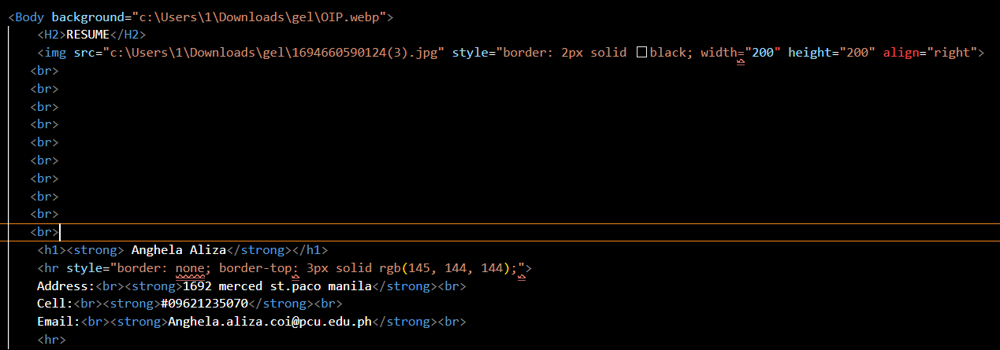 <Body background="c:\Users\1\Downloads\gel\OIP.webp">
<H2>RESUME</H2>
<img src="c:\Users\1\Downloads\gel\1694660590124(3).jpg" style="border: 2px solid black; width="200" height="200" align="right">
<br>
<br>
<br>
<br>
<br>
<br>
<br>
<br>
<br>
<br>
<h1><strong> Anghela Aliza</strong></h1>
<hr style="border: none; border-top: 3px solid rgb(145, 144, 144);">
Address:<br><strong>1692 merced st.paco manila</strong><br>
Cell:<br><strong>#09621235070</strong><br>
Email:<br><strong>Anghela.aliza.coi@pcu.edu.ph</strong><br>
<hr>